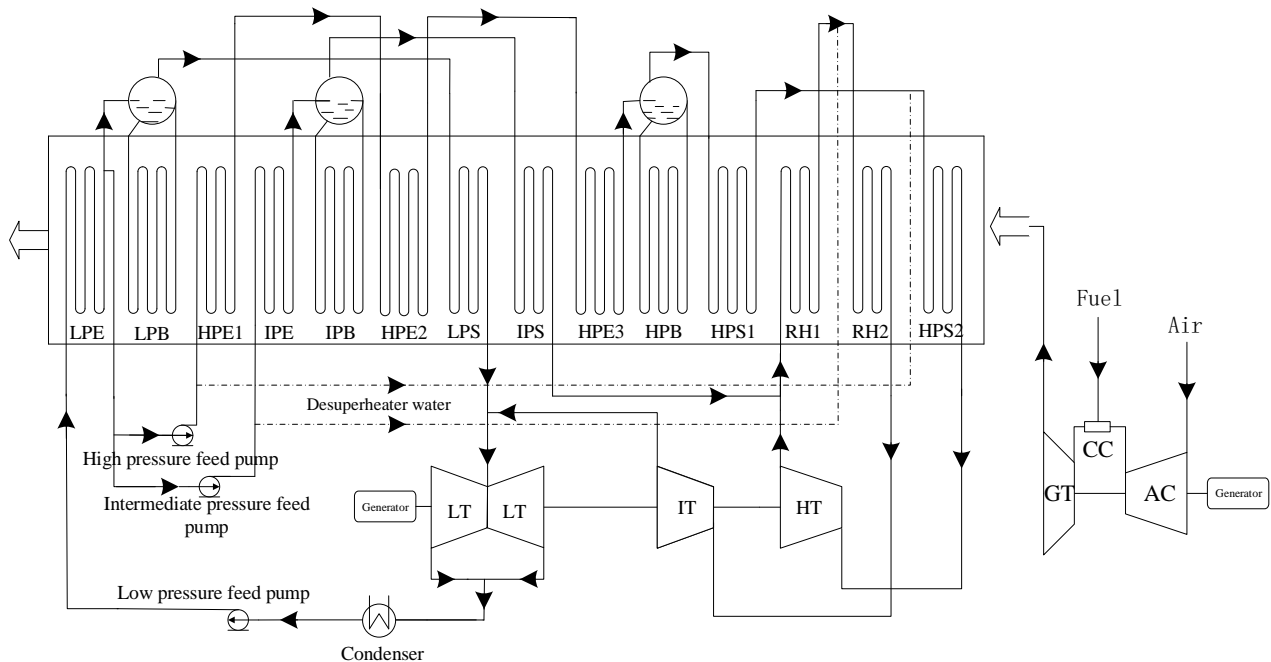 LPE
LPB
HPE1
IPE
IPB
HPE2
LPS
IPS
HPE3
HPB
HPS1
RH1
RH2
HPS2
Fuel
Air
Desuperheater water
High pressure feed pump
Intermediate pressure feed
pump
Generator
LT
LT
IT
HT
GT
CC
AC
Generator
Low pressure feed pump
Condenser